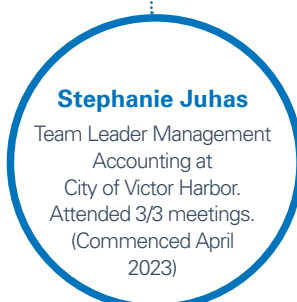 Stephanie Juhas
Team Leader Management
Accounting at
City of Victor Harbor.
Attended 3/3 meetings.
(Commenced April
2023)